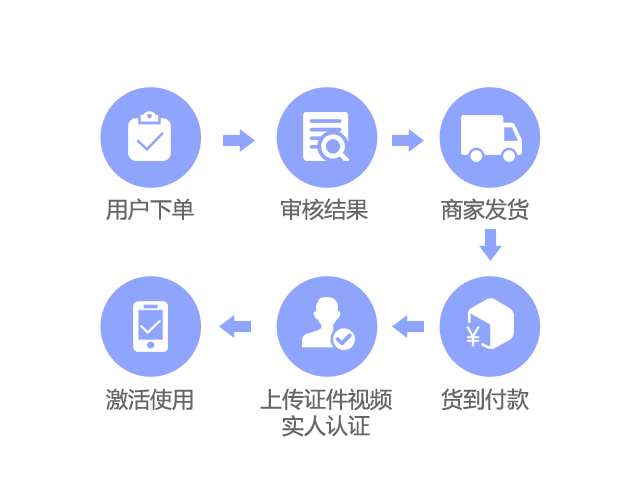 用户下单
审核结果
商家发货
激活使用
上传证件视频
实人认证
货到付款
¥